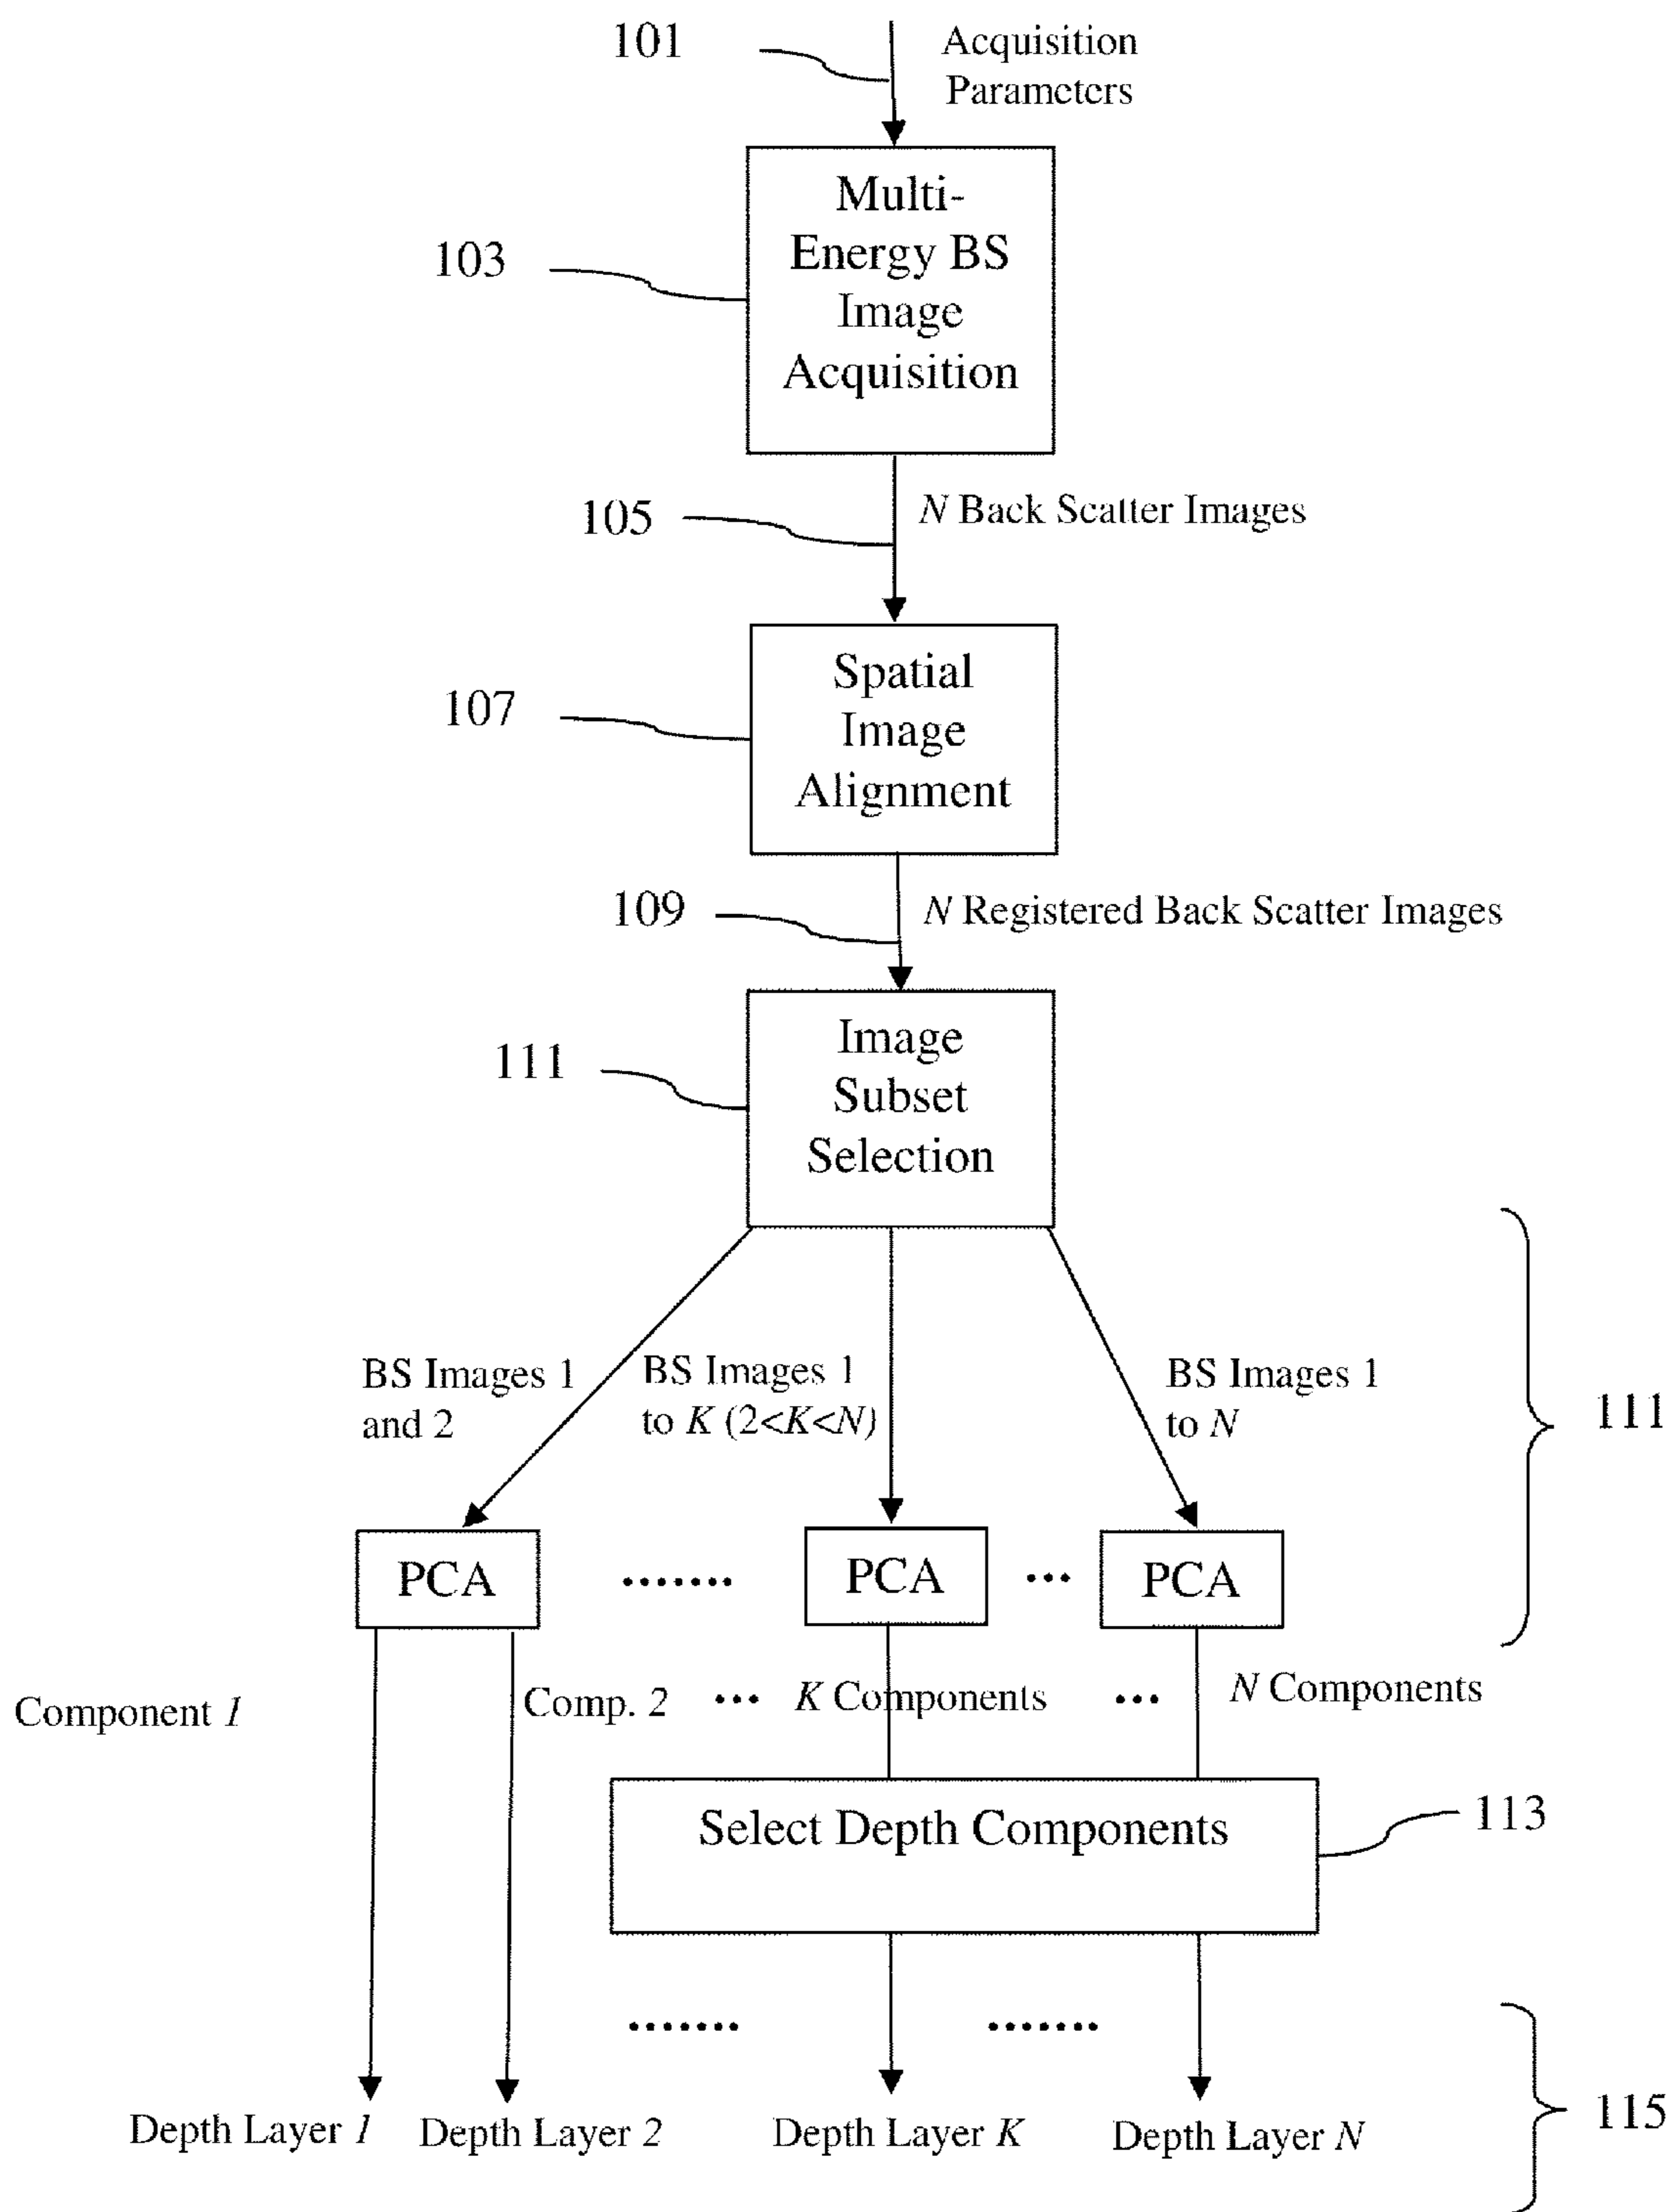 101
Acquisition
Parameters
Multi-
Energy BS
Image
Acquisition
103
105
N Back Scatter Images
Spatial
Image
Alignment
107
109
N Registered Back Scatter Images
Image
Subset
Selection
111
BS Images 1
and 2
BS Images 1
to K (2<K<N)
BS Images 1
to N
111
PCA
.......
PCA
...
PCA
Component 1
Comp. 2
...
K Components
...
N Components
Select Depth Components
113
.......
.......
115
Depth Layer 1
Depth Layer 2
Depth Layer K
Depth Layer N